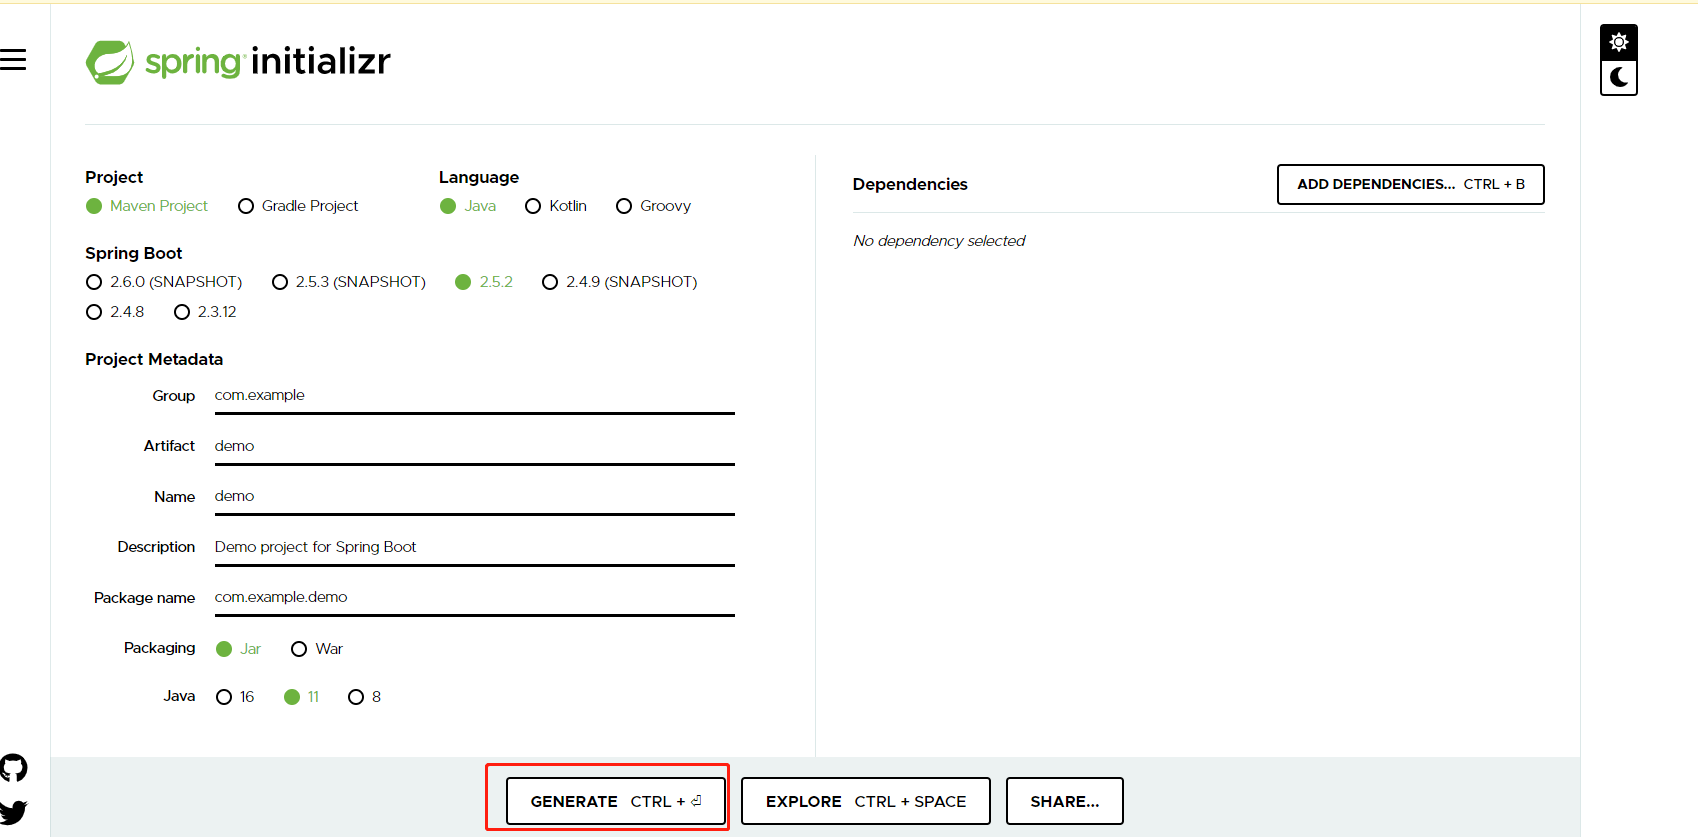 spring initializr
Project
Maven Project Gradle Project
Language
Java Kotlin Groovy
Spring Boot
2.6.0 (SNAPSHOT) 2.5.3 (SNAPSHOT) 2.5.2 2.4.9 (SNAPSHOT)
2.4.8 2.3.12
Project Metadata
Group com.example
Artifact demo
Name demo
Description Demo project for Spring Boot
Package name com.example.demo
Packaging Jar War
Java 16 11 8
Dependencies
ADD DEPENDENCIES... CTRL + B
No dependency selected
GENERATE CTRL + ⏎
EXPLORE CTRL + SPACE
SHARE...